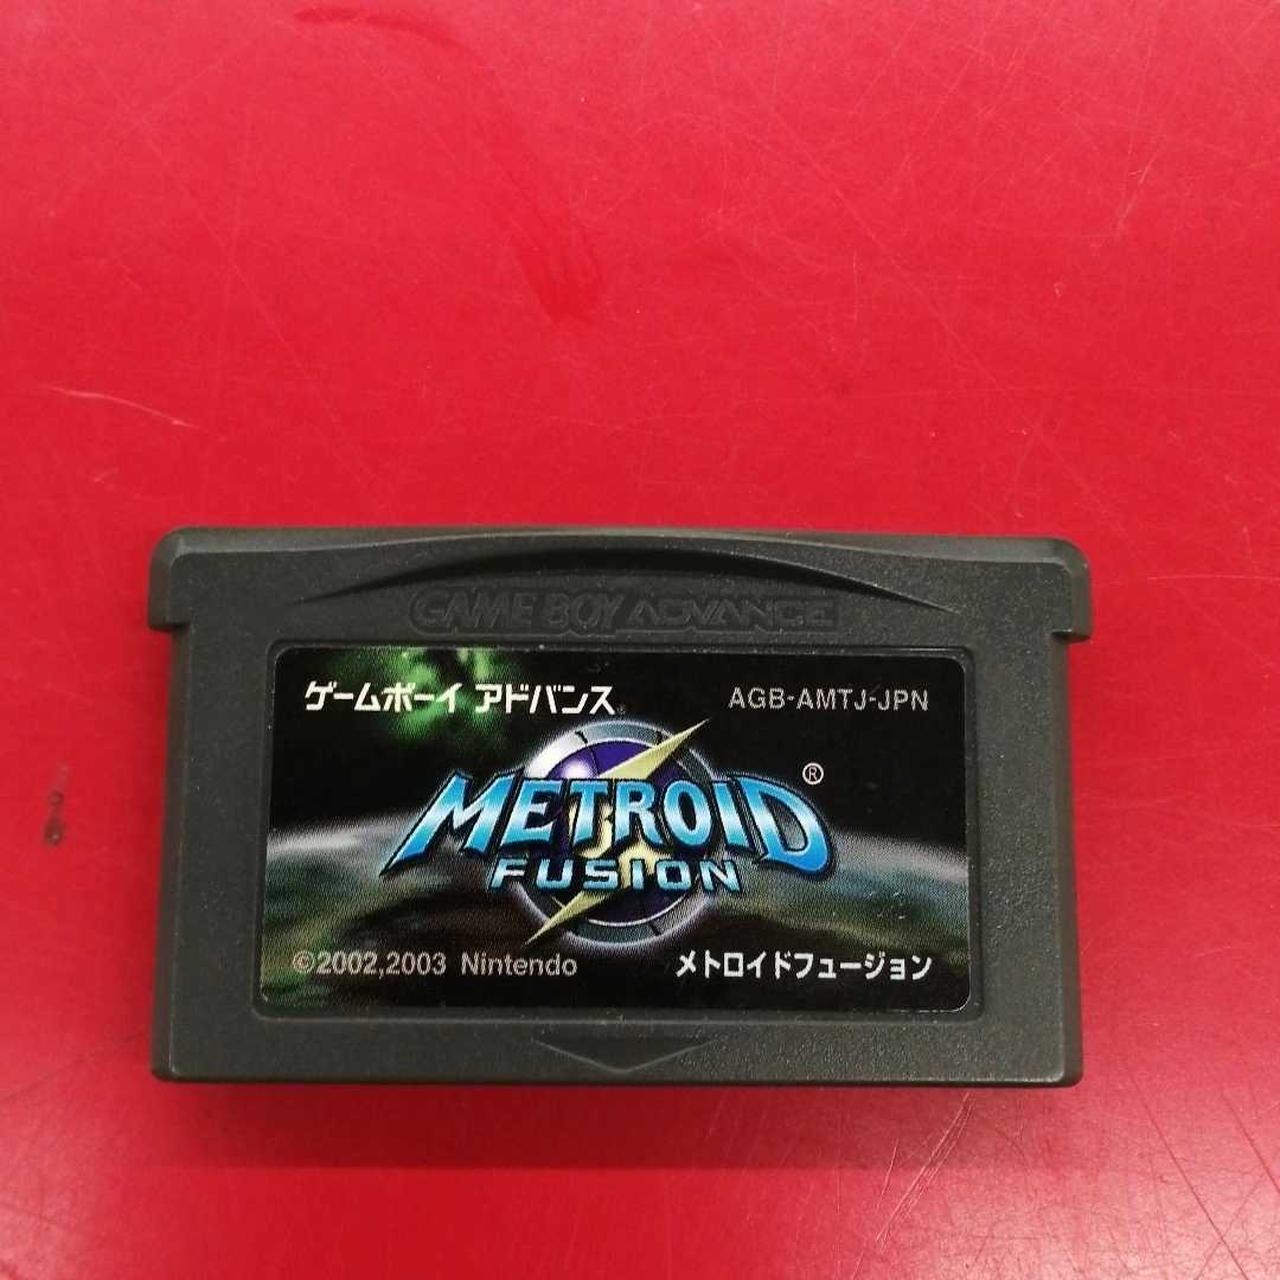 GAME BOY ADVANCE
ゲームボーイ アドバンス
AGB-AMTJ-JPN
METROID®
FUSION
©2002,2003 Nintendo
メトロイドフュージョン